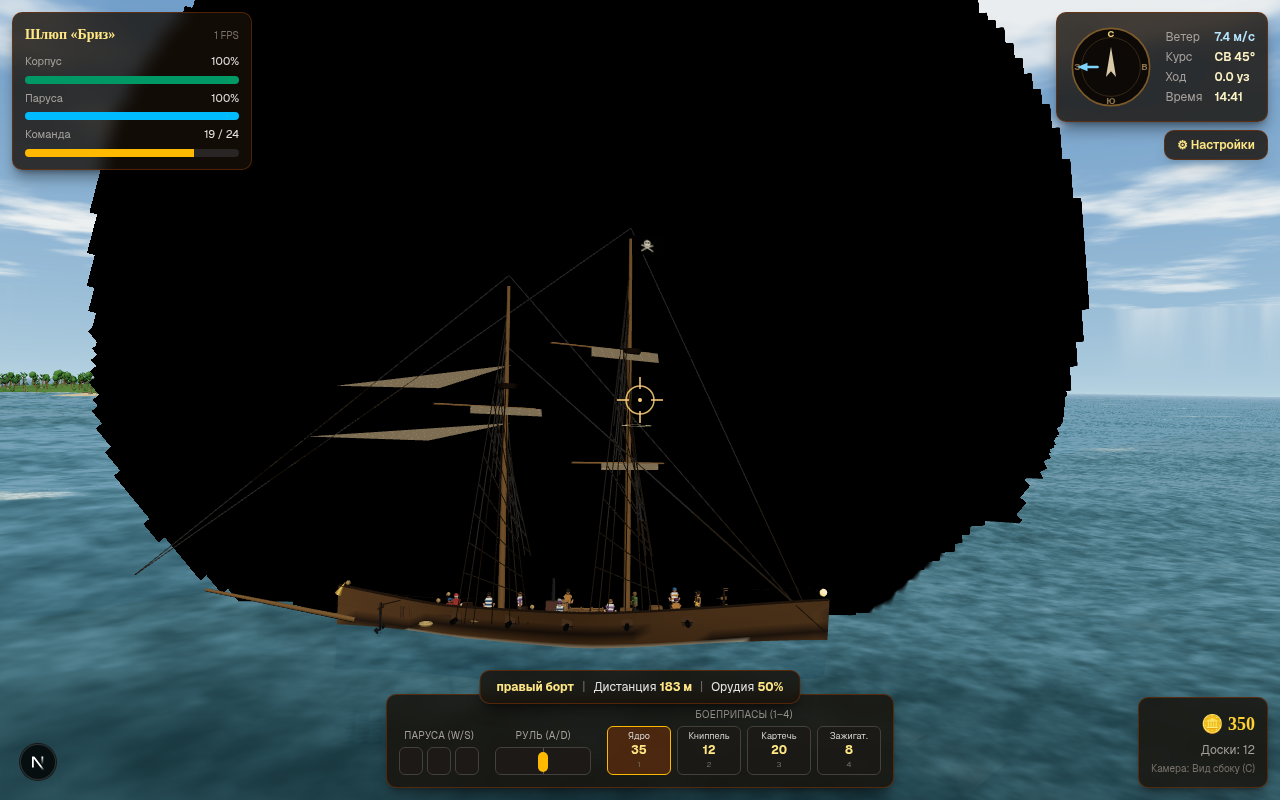 Шлюп «Бриз» 1 FPS
Корпус 100%
Паруса 100%
Команда 19 / 24
С
З В
Ю
Ветер 7.4 м/с
Курс СВ 45°
Ход 0.0 уз
Время 14:41
⚙ Настройки
правый борт | Дистанция 183 м | Орудия 50%
БОЕПРИПАСЫ (1–4)
ПАРУСА (W/S) РУЛЬ (A/D)
Ядро Книппель Картечь Зажигат.
35 12 20 8
1 2 3 4
350
Доски: 12
Камера: Вид сбоку (C)
N